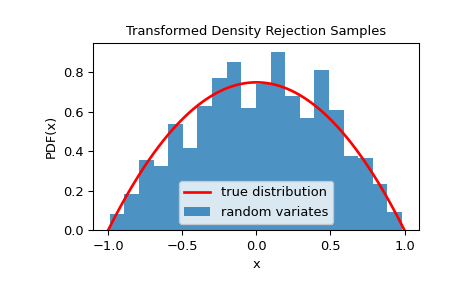 Transformed Density Rejection Samples
PDF(x)
0.8
0.6
0.4
0.2
0.0
true distribution
random variates
−1.0 −0.5 0.0 0.5 1.0
x